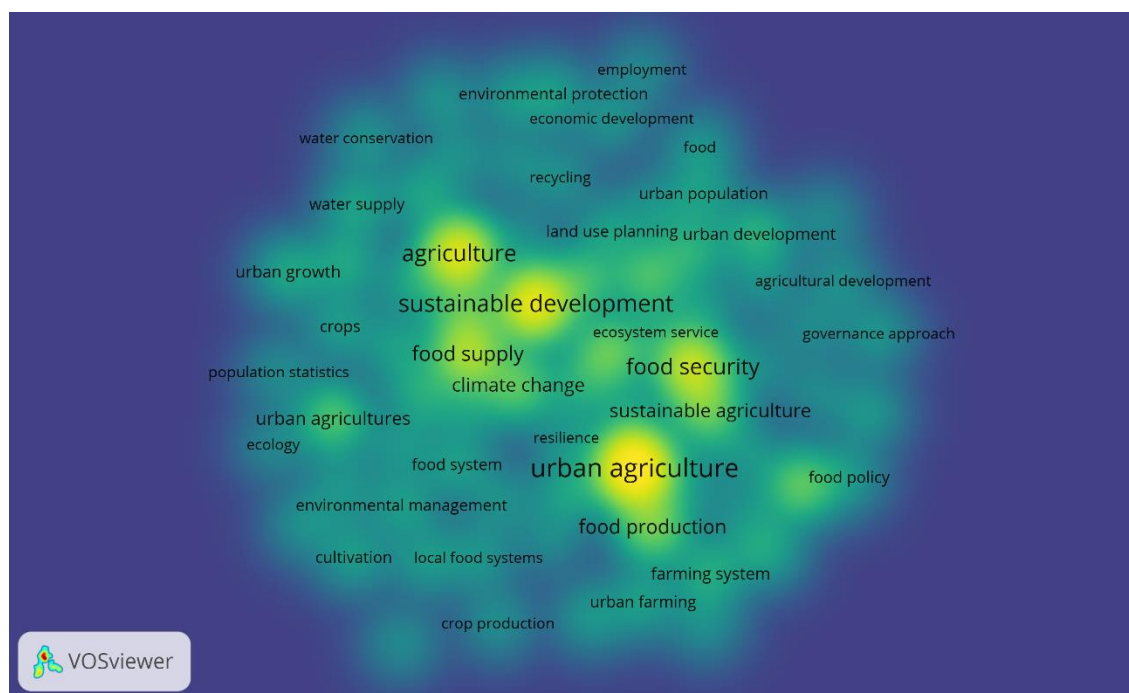 employment
environmental protection
economic development
water conservation
food
recycling
urban population
water supply
land use planning urban development
agriculture
urban growth
agricultural development
sustainable development
crops
ecosystem service
governance approach
food supply
food security
population statistics
climate change
sustainable agriculture
urban agricultures
resilience
ecology
food system
urban agriculture
food policy
environmental management
food production
cultivation
local food systems
farming system
urban farming
crop production
VOSviewer